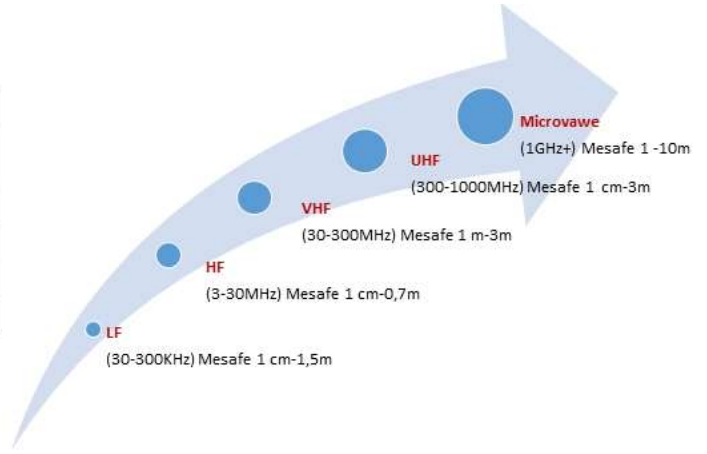 Microvawe
(1GHz+) Mesafe 1 -10m
UHF
(300-1000MHz) Mesafe 1 cm-3m
VHF
(30-300MHz) Mesafe 1 m-3m
HF
(3-30MHz) Mesafe 1 cm-0,7m
LF
(30-300KHz) Mesafe 1 cm-1,5m